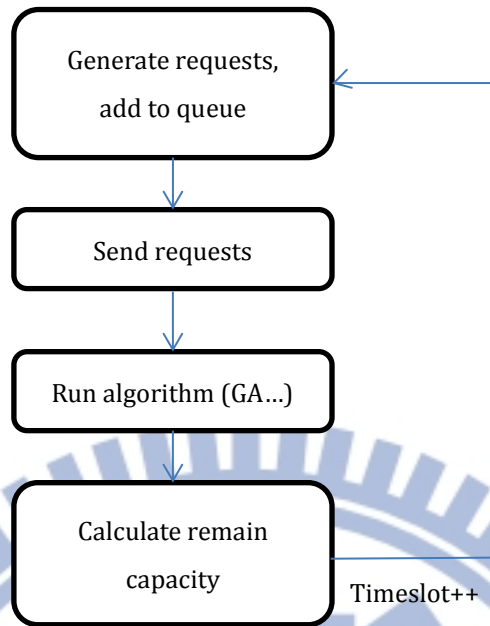 Generate requests,
add to queue
Send requests
Run algorithm (GA…)
Calculate remain
capacity
Timeslot++